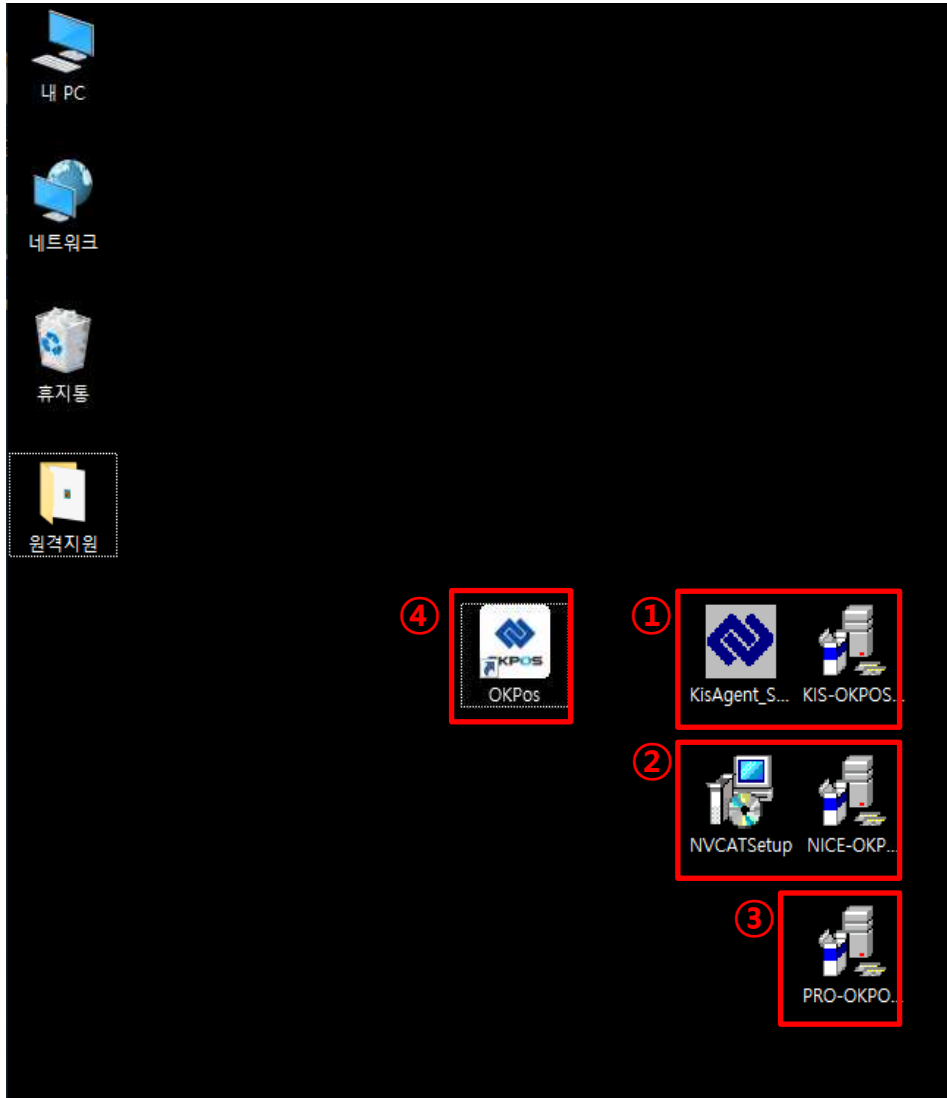 내 PC
네트워크
휴지통
원격지원
④
KPOS
OKPos
①
KisAgent_S...
KIS-OKPOS...
②
NVCATSetup
NICE-OKP...
③
PRO-OKPO...